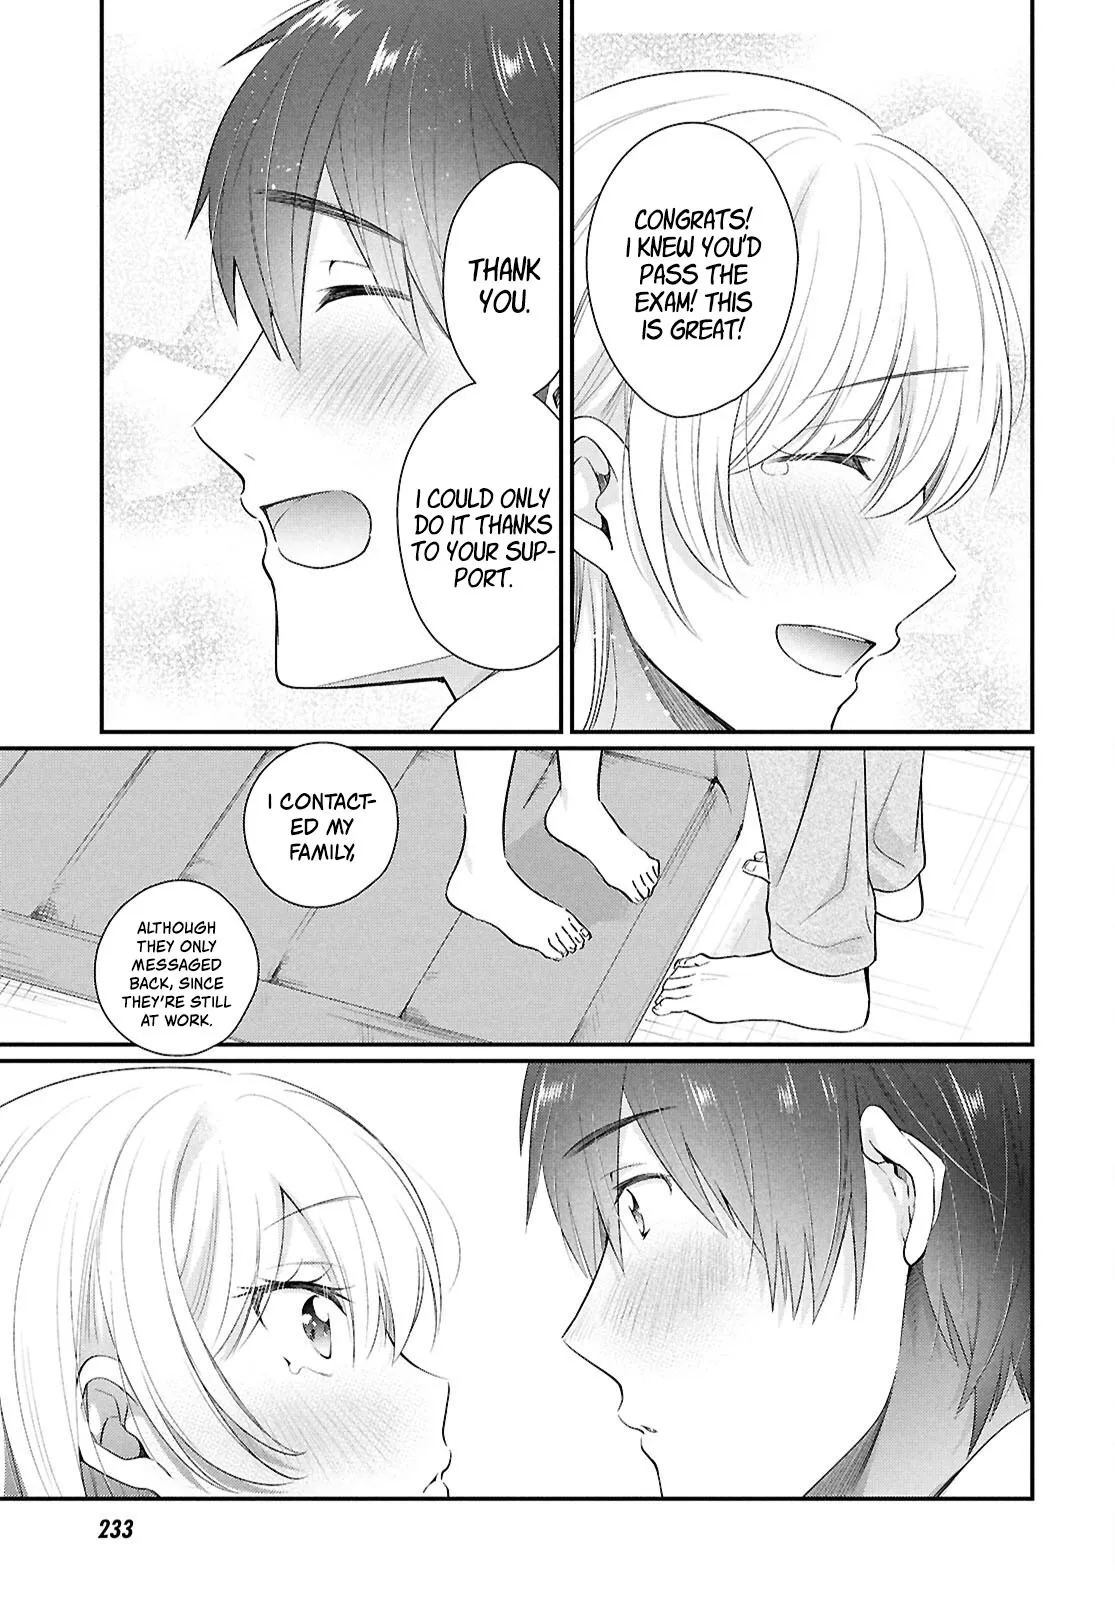 CONGRATS!
I KNEW YOU'D
PASS THE
EXAM! THIS
IS GREAT!
THANK
YOU.
I COULD ONLY
DO IT THANKS
TO YOUR SUP-
PORT.
I CONTACT-
ED MY
FAMILY,
ALTHOUGH
THEY ONLY
MESSAGED
BACK, SINCE
THEY'RE STILL
AT WORK.
233